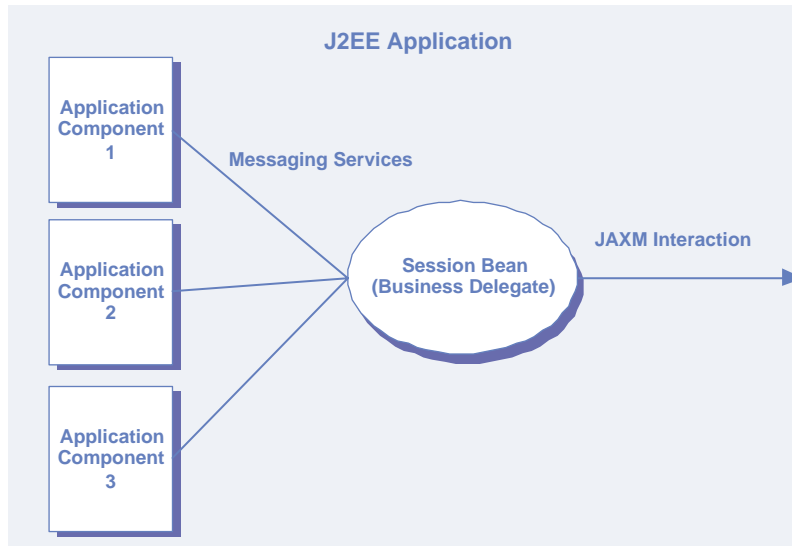 J2EE Application
Application
Component
1
Messaging Services
Application
Component
2
Session Bean
(Business Delegate)
JAXM Interaction
Application
Component
3